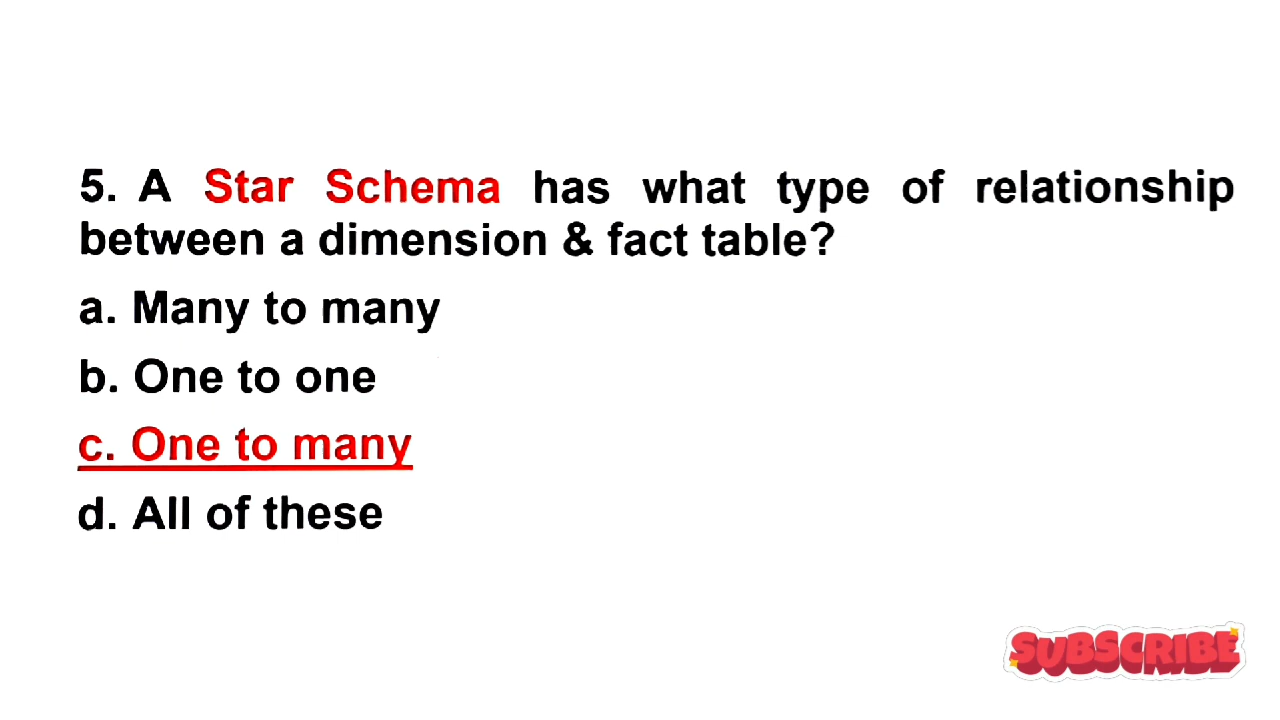 5. A Star Schema has what type of relationship
between a dimension & fact table?
a. Many to many
b. One to one
c. One to many
d. All of these
SUBSCRIBE